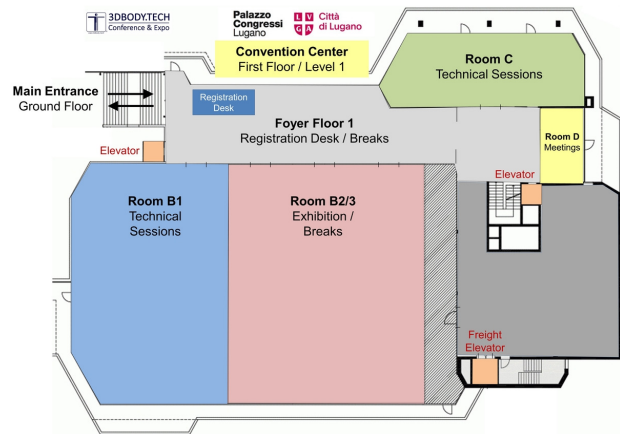 3DBODY.TECH
Conference & Expo
Palazzo
Congressi
Lugano
LV
GA
Città
di Lugano
Convention Center
First Floor / Level 1
Room C
Technical Sessions
Main Entrance
Ground Floor
Registration
Desk
Foyer Floor 1
Registration Desk / Breaks
Room D
Meetings
Elevator
Elevator
Room B1
Technical
Sessions
Room B2/3
Exhibition /
Breaks
Freight
Elevator